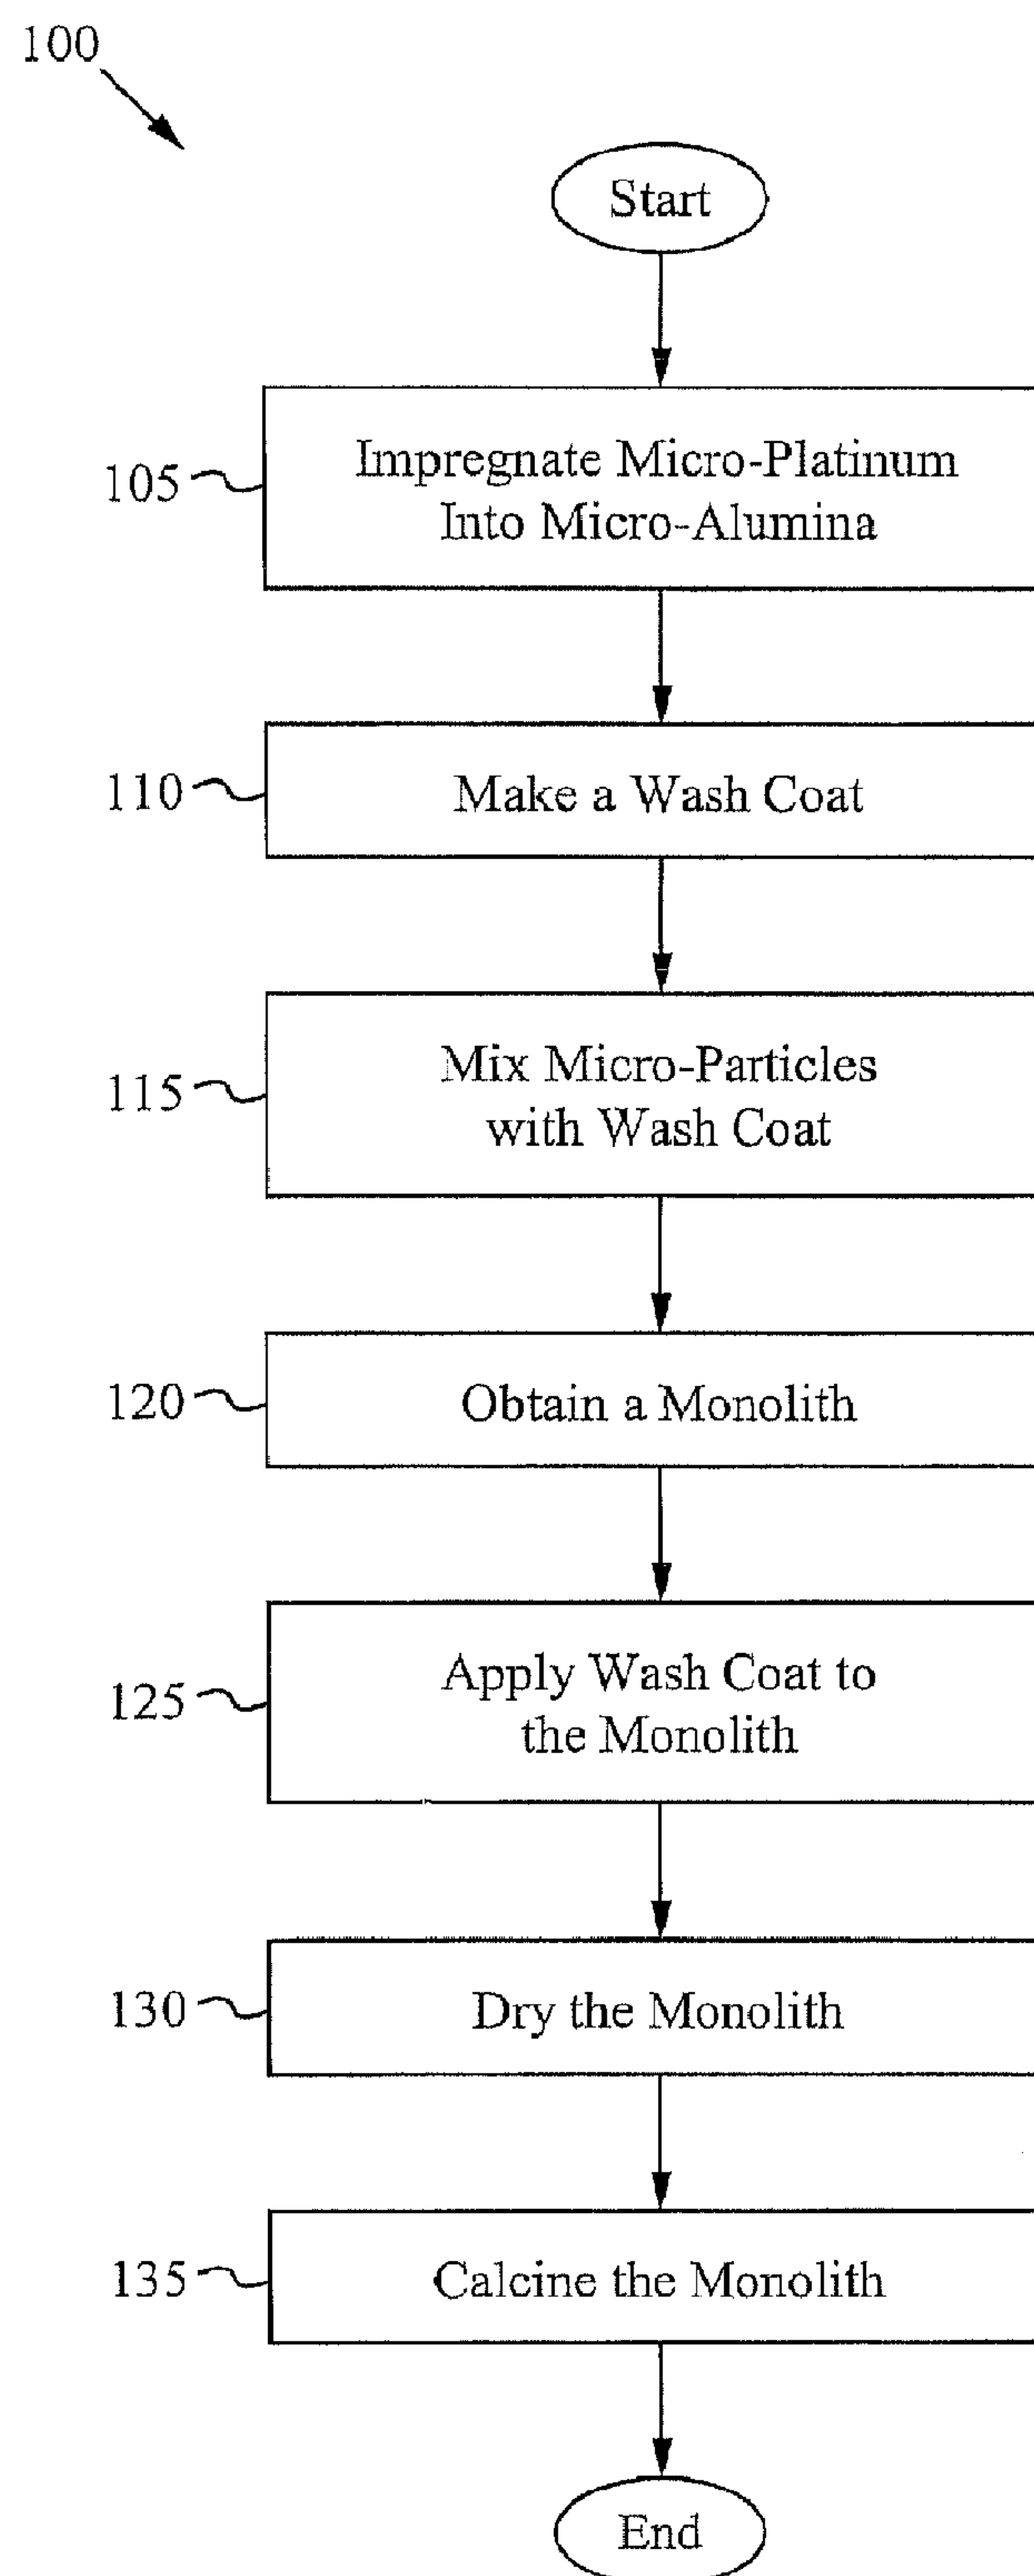 100
Start
105
Impregnate Micro-Platinum
Into Micro-Alumina
110
Make a Wash Coat
115
Mix Micro-Particles
with Wash Coat
120
Obtain a Monolith
125
Apply Wash Coat to
the Monolith
130
Dry the Monolith
135
Calcine the Monolith
End